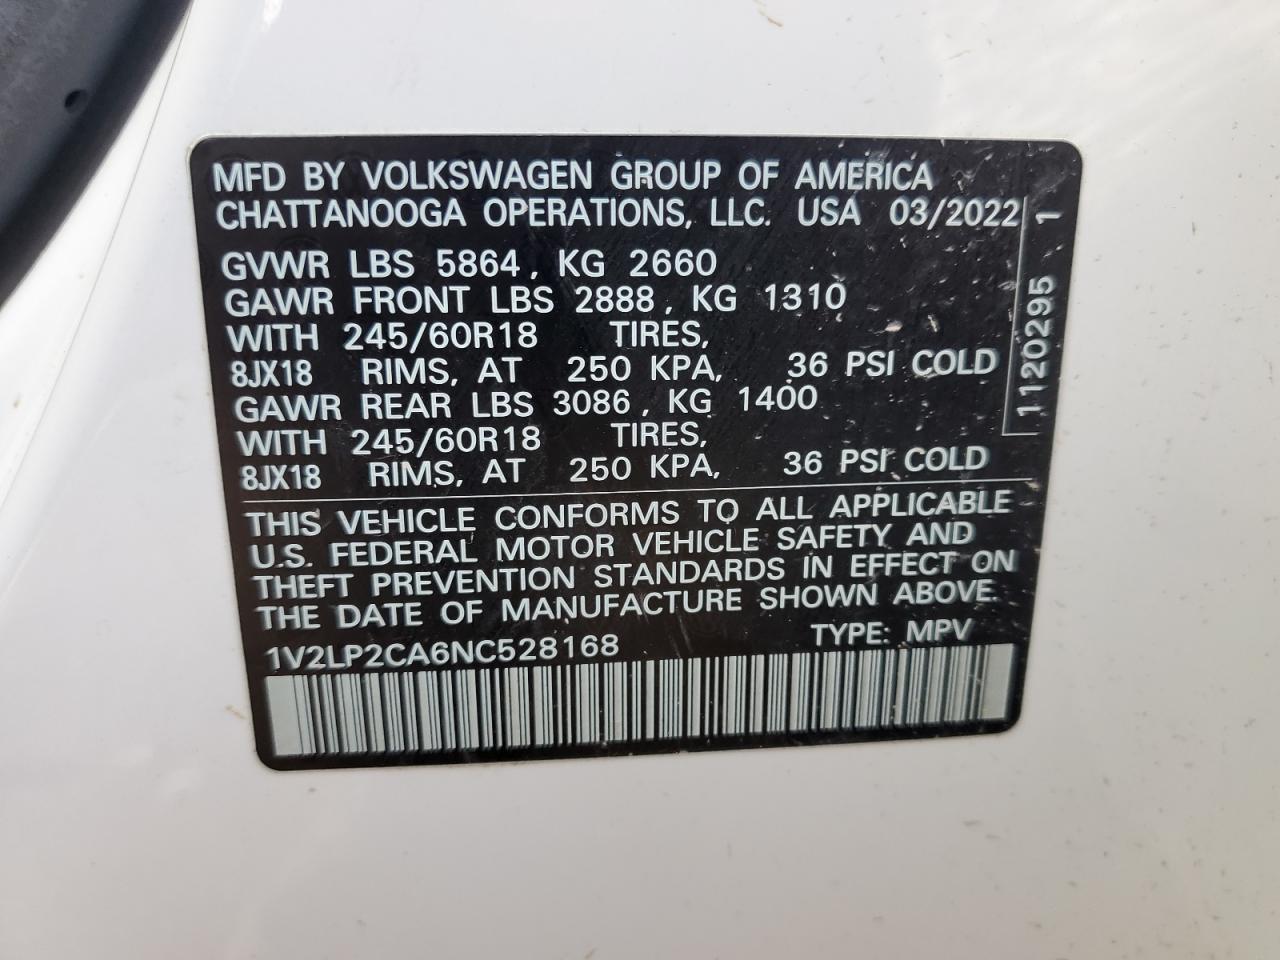 MFD BY VOLKSWAGEN GROUP OF AMERICA
CHATTANOOGA OPERATIONS, LLC. USA 03/2022
GVWR LBS 5864, KG 2660
GAWR FRONT LBS 2888, KG 1310
WITH 245/60R18 TIRES,
8JX18 RIMS, AT 250 KPA, 36 PSI COLD
GAWR REAR LBS 3086, KG 1400
WITH 245/60R18 TIRES,
8JX18 RIMS, AT 250 KPA, 36 PSI COLD
THIS VEHICLE CONFORMS TO ALL APPLICABLE
U.S. FEDERAL MOTOR VEHICLE SAFETY AND
THEFT PREVENTION STANDARDS IN EFFECT ON
THE DATE OF MANUFACTURE SHOWN ABOVE.
1V2LP2CA6NC528168 TYPE: MPV
1120295 1